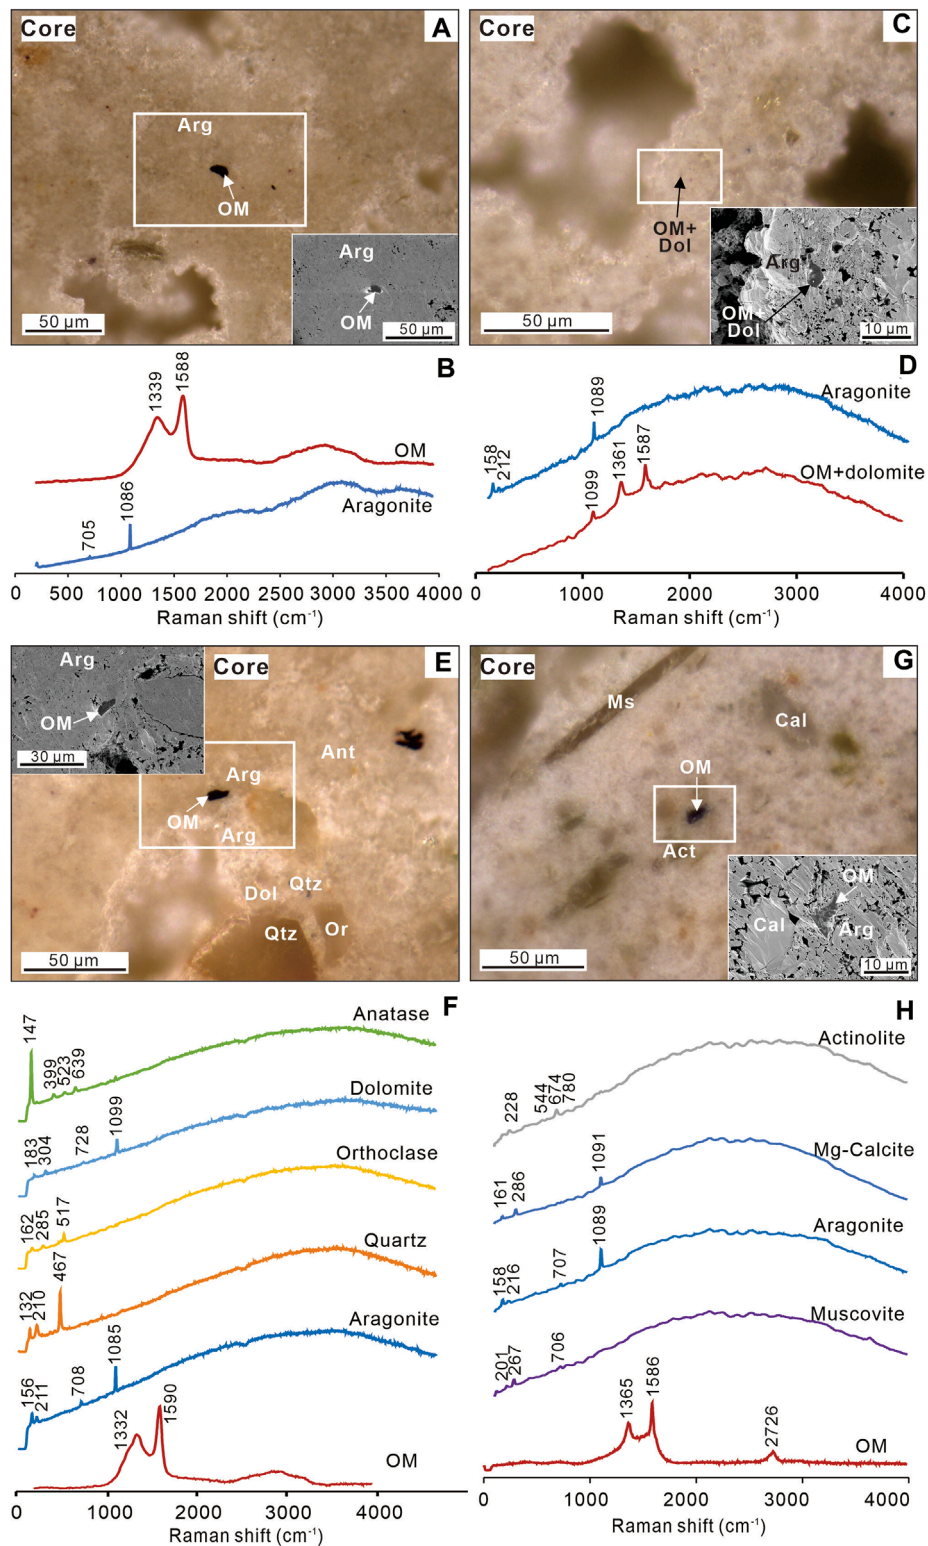 Core
A
Arg
OM
Arg
OM
50 µm
50 µm
Core
C
OM+
Dol
Arg
OM+
Dol
50 µm
10 µm
B
1339
1588
OM
1086
705
Aragonite
0 500 1000 1500 2000 2500 3000 3500 4000
Raman shift (cm⁻¹)
D
1089
Aragonite
158
212
1361
1587
OM+dolomite
1099
0 1000 2000 3000 4000
Raman shift (cm⁻¹)
Arg
OM
30 µm
Core
E
Ant
Arg
OM
Arg
Dol
Qtz
Qtz
Or
50 µm
Core
G
Ms
Cal
OM
Act
OM
Cal
Arg
50 µm
10 µm
F
147
Anatase
399
523
639
Dolomite
1099
183
304
728
Orthoclase
162
285
517
Quartz
467
132
210
Aragonite
1085
156
211
708
1332
1590
OM
0 1000 2000 3000 4000
Raman shift (cm⁻¹)
H
Actinolite
228
544
674
780
Mg-Calcite
1091
161
286
Aragonite
1089
158
216
707
Muscovite
201
267
706
1365
1586
2726
OM
0 1000 2000 3000 4000
Raman shift (cm⁻¹)